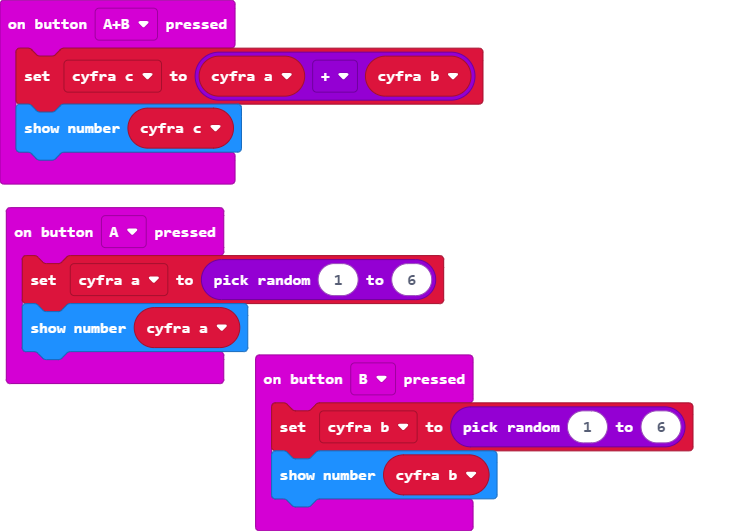 on button A+B pressed
set cyfra c to cyfra a + cyfra b
show number cyfra c
on button A pressed
set cyfra a to pick random 1 to 6
show number cyfra a
on button B pressed
set cyfra b to pick random 1 to 6
show number cyfra b